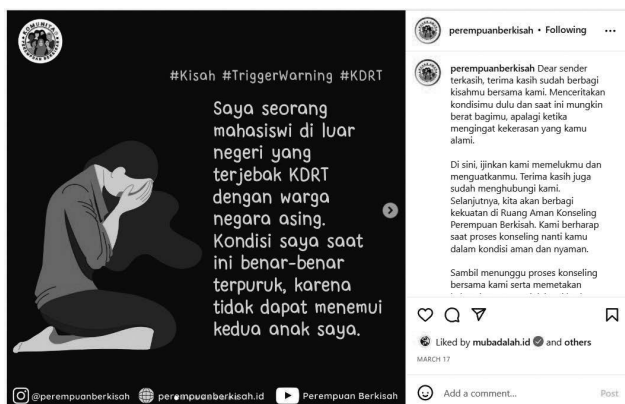 KOMUNITAS
PEREMPUAN BERKISAH
#Kisah #TriggerWarning #KDRT
Saya seorang
mahasiswi di luar
negeri yang
terjebak KDRT
dengan warga
negara asing.
Kondisi saya saat
ini benar-benar
terpuruk, karena
tidak dapat menemui
kedua anak saya.
@perempuanberkisah perempuanberkisah.id Perempuan Berkisah
perempuanberkisah • Following ...
perempuanberkisah Dear sender
terkasih, terima kasih sudah berbagi
kisahmu bersama kami. Menceritakan
kondisimu dulu dan saat ini mungkin
berat bagimu, apalagi ketika
mengingat kekerasan yang kamu
alami.
Di sini, ijinkan kami memelukmu dan
menguatkanmu. Terima kasih juga
sudah menghubungi kami.
Selanjutnya, kita akan berbagi
kekuatan di Ruang Aman Konseling
Perempuan Berkisah. Kami berharap
saat proses konseling nanti kamu
dalam kondisi aman dan nyaman.
Sambil menunggu proses konseling
bersama kami serta memetakan
Liked by mubadalah.id and others
MARCH 17
Add a comment... Post